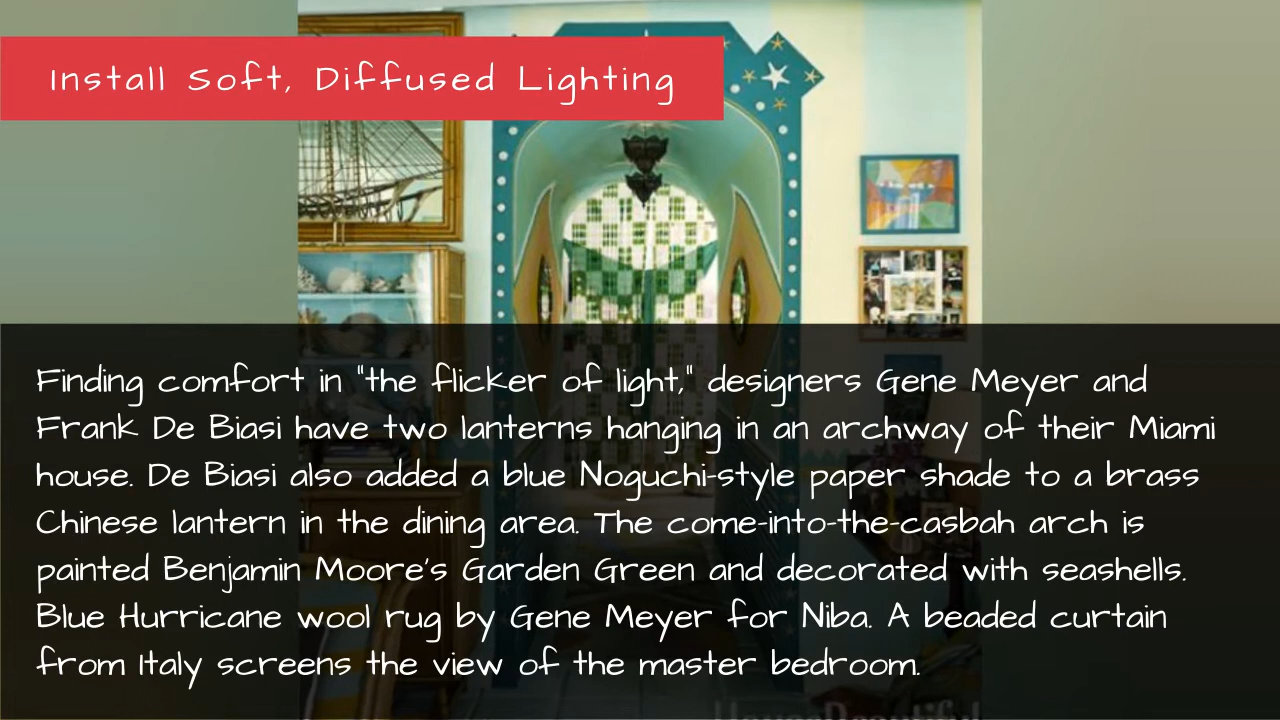 Install Soft, Diffused Lighting
Finding comfort in "the flicker of light," designers Gene Meyer and
Frank De Biasi have two lanterns hanging in an archway of their Miami
house. De Biasi also added a blue Noguchi-style paper shade to a brass
Chinese lantern in the dining area. The come-into-the-casbah arch is
painted Benjamin Moore's Garden Green and decorated with seashells.
Blue Hurricane wool rug by Gene Meyer for Niba. A beaded curtain
from Italy screens the view of the master bedroom.